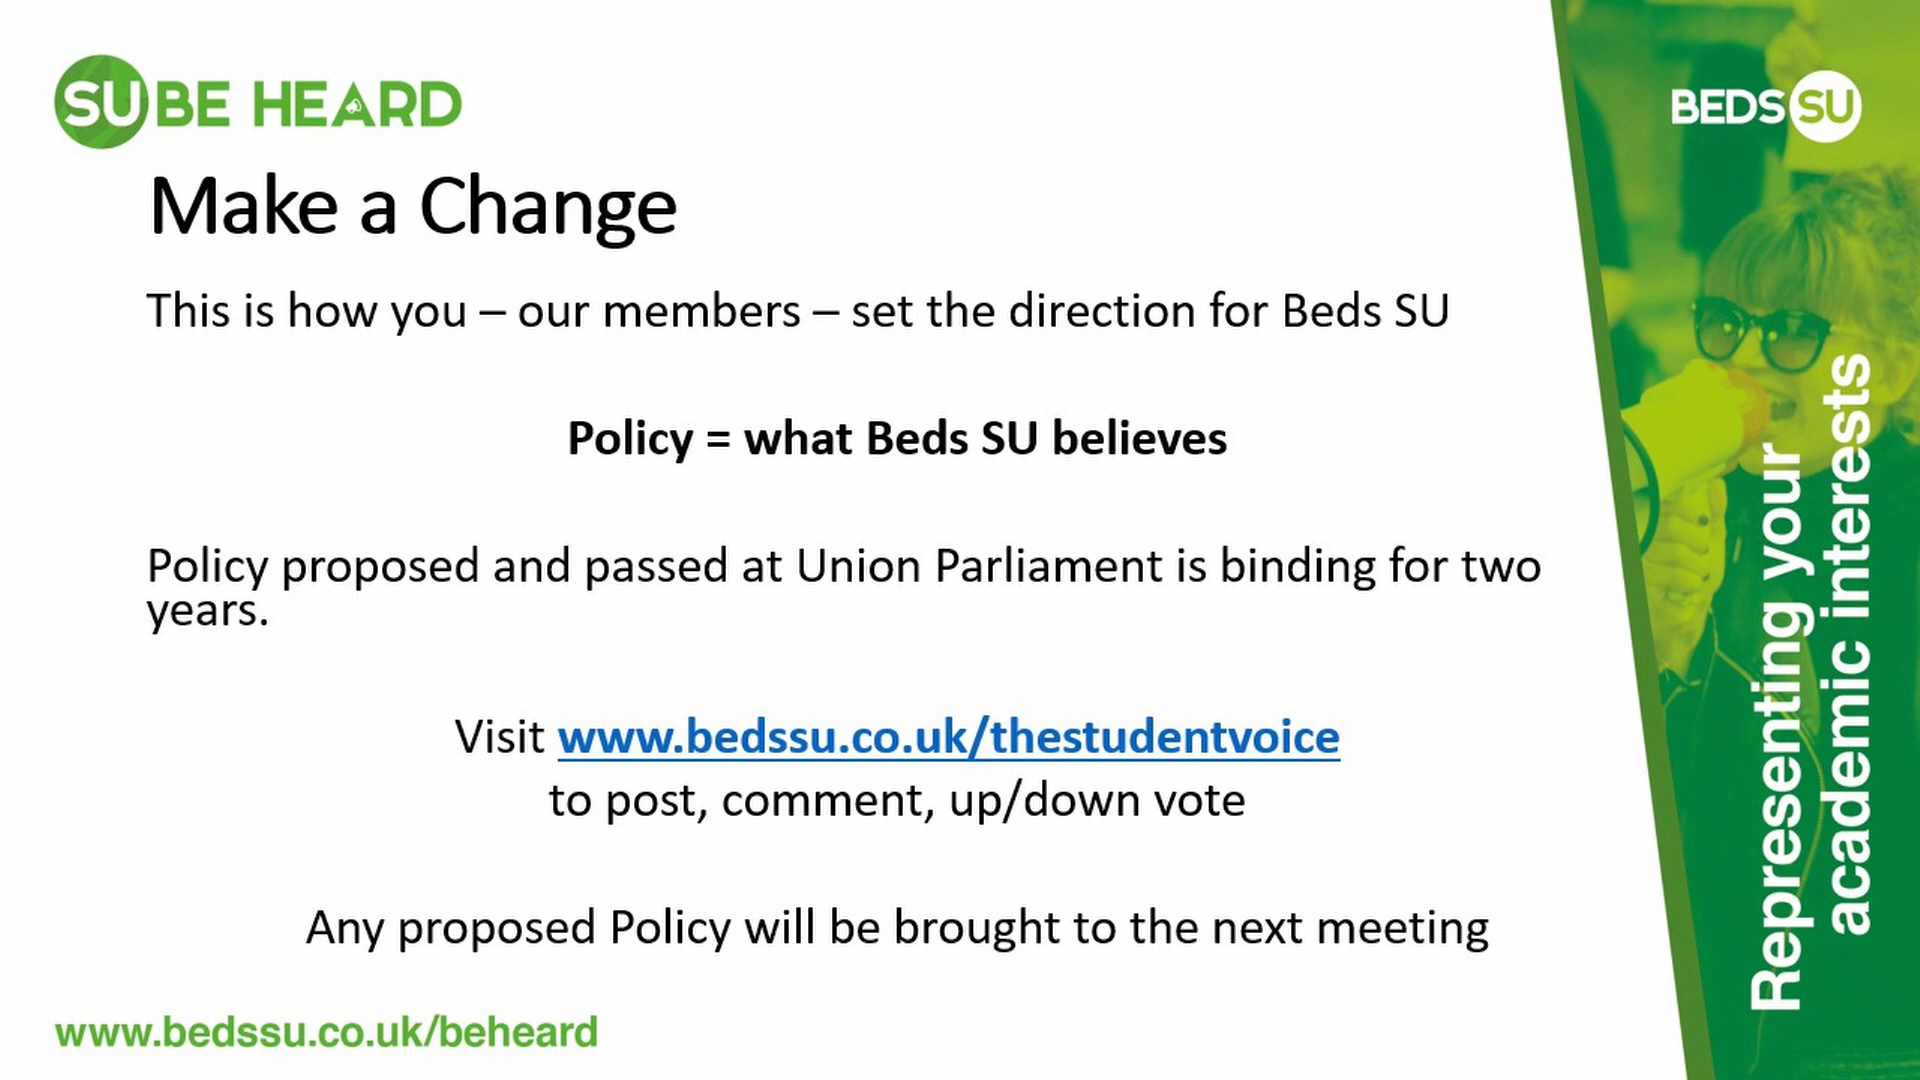 SU BE HEARD
BEDS SU
Make a Change
This is how you – our members – set the direction for Beds SU
Policy = what Beds SU believes
Policy proposed and passed at Union Parliament is binding for two
years.
Visit www.bedssu.co.uk/thestudentvoice
to post, comment, up/down vote
Any proposed Policy will be brought to the next meeting
www.bedssu.co.uk/beheard
Representing your
academic interests